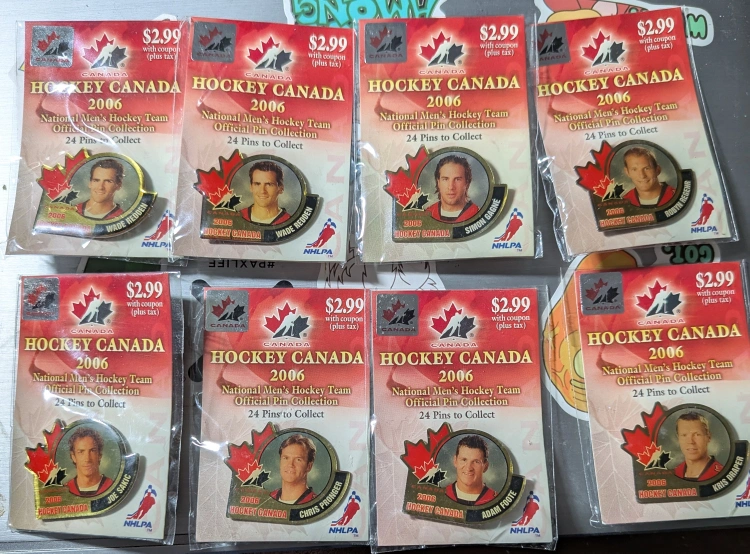 MONG
$2.99
with coupon
(plus tax)
CANADA
HOCKEY CANADA
2006
National Men's Hockey Team
Official Pin Collection
24 Pins to Collect
2006
WADE REDDEN
NHLPA
$2.99
with coupon
(plus tax)
CANADA
CANADA
HOCKEY CANADA
2006
National Men's Hockey Team
Official Pin Collection
24 Pins to Collect
2006
HOCKEY CANADA
WADE REDDEN
NHLPA
$2.99
with coupon
(plus tax)
CANADA
CANADA
HOCKEY CANADA
2006
National Men's Hockey Team
Official Pin Collection
24 Pins to Collect
2006
HOCKEY CANADA
SIMON GAGNE
NHLPA
$2.99
with coupon
(plus tax)
CANADA
CANADA
HOCKEY CANADA
2006
National Men's Hockey Team
Official Pin Collection
24 Pins to Collect
2006
HOCKEY CANADA
ROBYN REGEHR
NHLPA
#PAXLIFE
GO!
$2.99
with coupon
(plus tax)
CANADA
HOCKEY CANADA
2006
National Men's Hockey Team
Official Pin Collection
24 Pins to Collect
2006
HOCKEY CANADA
JOE SAKIC
NHLPA
$2.99
with coupon
(plus tax)
CANADA
CANADA
HOCKEY CANADA
2006
National Men's Hockey Team
Official Pin Collection
24 Pins to Collect
2006
HOCKEY CANADA
CHRIS PRONGER
NHLPA
$2.99
with coupon
(plus tax)
CANADA
CANADA
HOCKEY CANADA
2006
National Men's Hockey Team
Official Pin Collection
24 Pins to Collect
2006
HOCKEY CANADA
ADAM FOOTE
NHLPA
$2.99
with coupon
(plus tax)
CANADA
CANADA
HOCKEY CANADA
2006
National Men's Hockey Team
Official Pin Collection
24 Pins to Collect
2006
HOCKEY CANADA
KRIS DRAPER
NHLPA